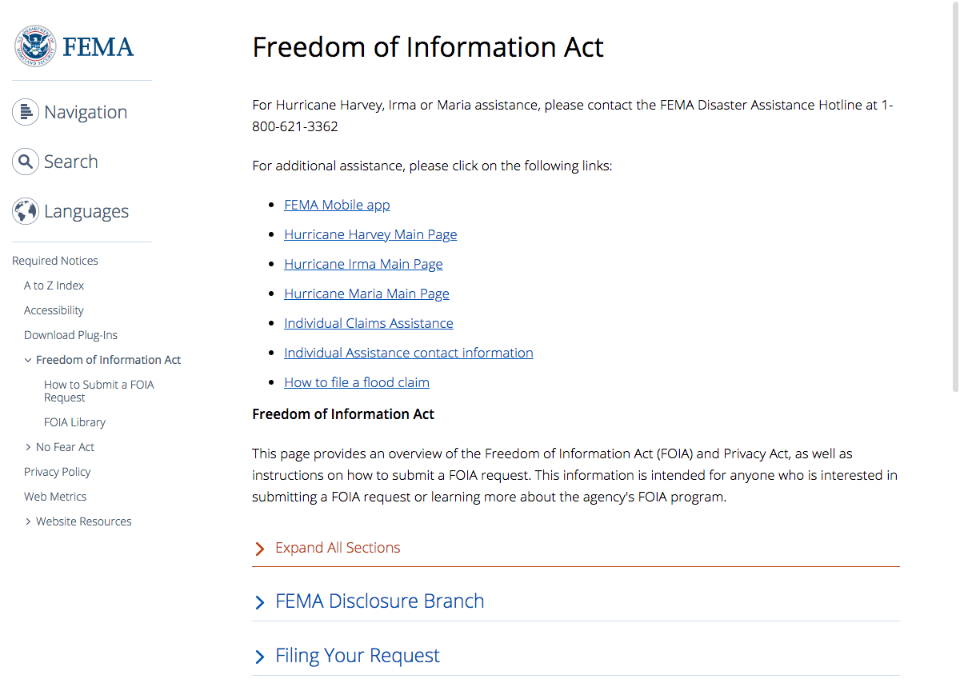 FEMA
Navigation
Search
Languages
Required Notices
A to Z Index
Accessibility
Download Plug-Ins
Freedom of Information Act
How to Submit a FOIA
Request
FOIA Library
No Fear Act
Privacy Policy
Web Metrics
Website Resources
Freedom of Information Act
For Hurricane Harvey, Irma or Maria assistance, please contact the FEMA Disaster Assistance Hotline at 1-
800-621-3362
For additional assistance, please click on the following links:
FEMA Mobile app
Hurricane Harvey Main Page
Hurricane Irma Main Page
Hurricane Maria Main Page
Individual Claims Assistance
Individual Assistance contact information
How to file a flood claim
Freedom of Information Act
This page provides an overview of the Freedom of Information Act (FOIA) and Privacy Act, as well as
instructions on how to submit a FOIA request. This information is intended for anyone who is interested in
submitting a FOIA request or learning more about the agency's FOIA program.
Expand All Sections
FEMA Disclosure Branch
Filing Your Request